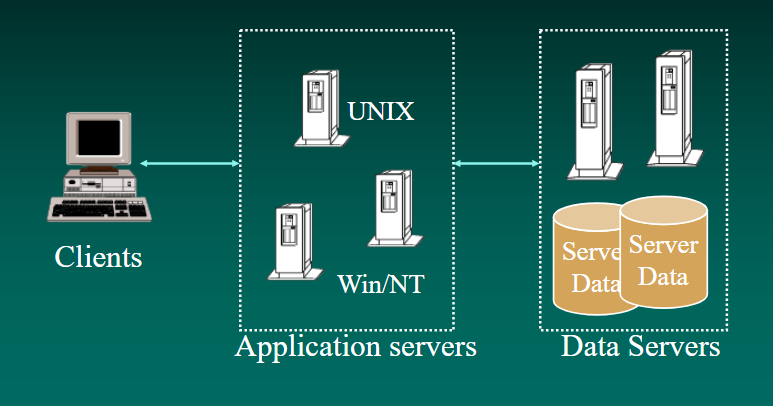 UNIX
Clients
Win/NT
Application servers
Server
Data
Server
Data
Data Servers